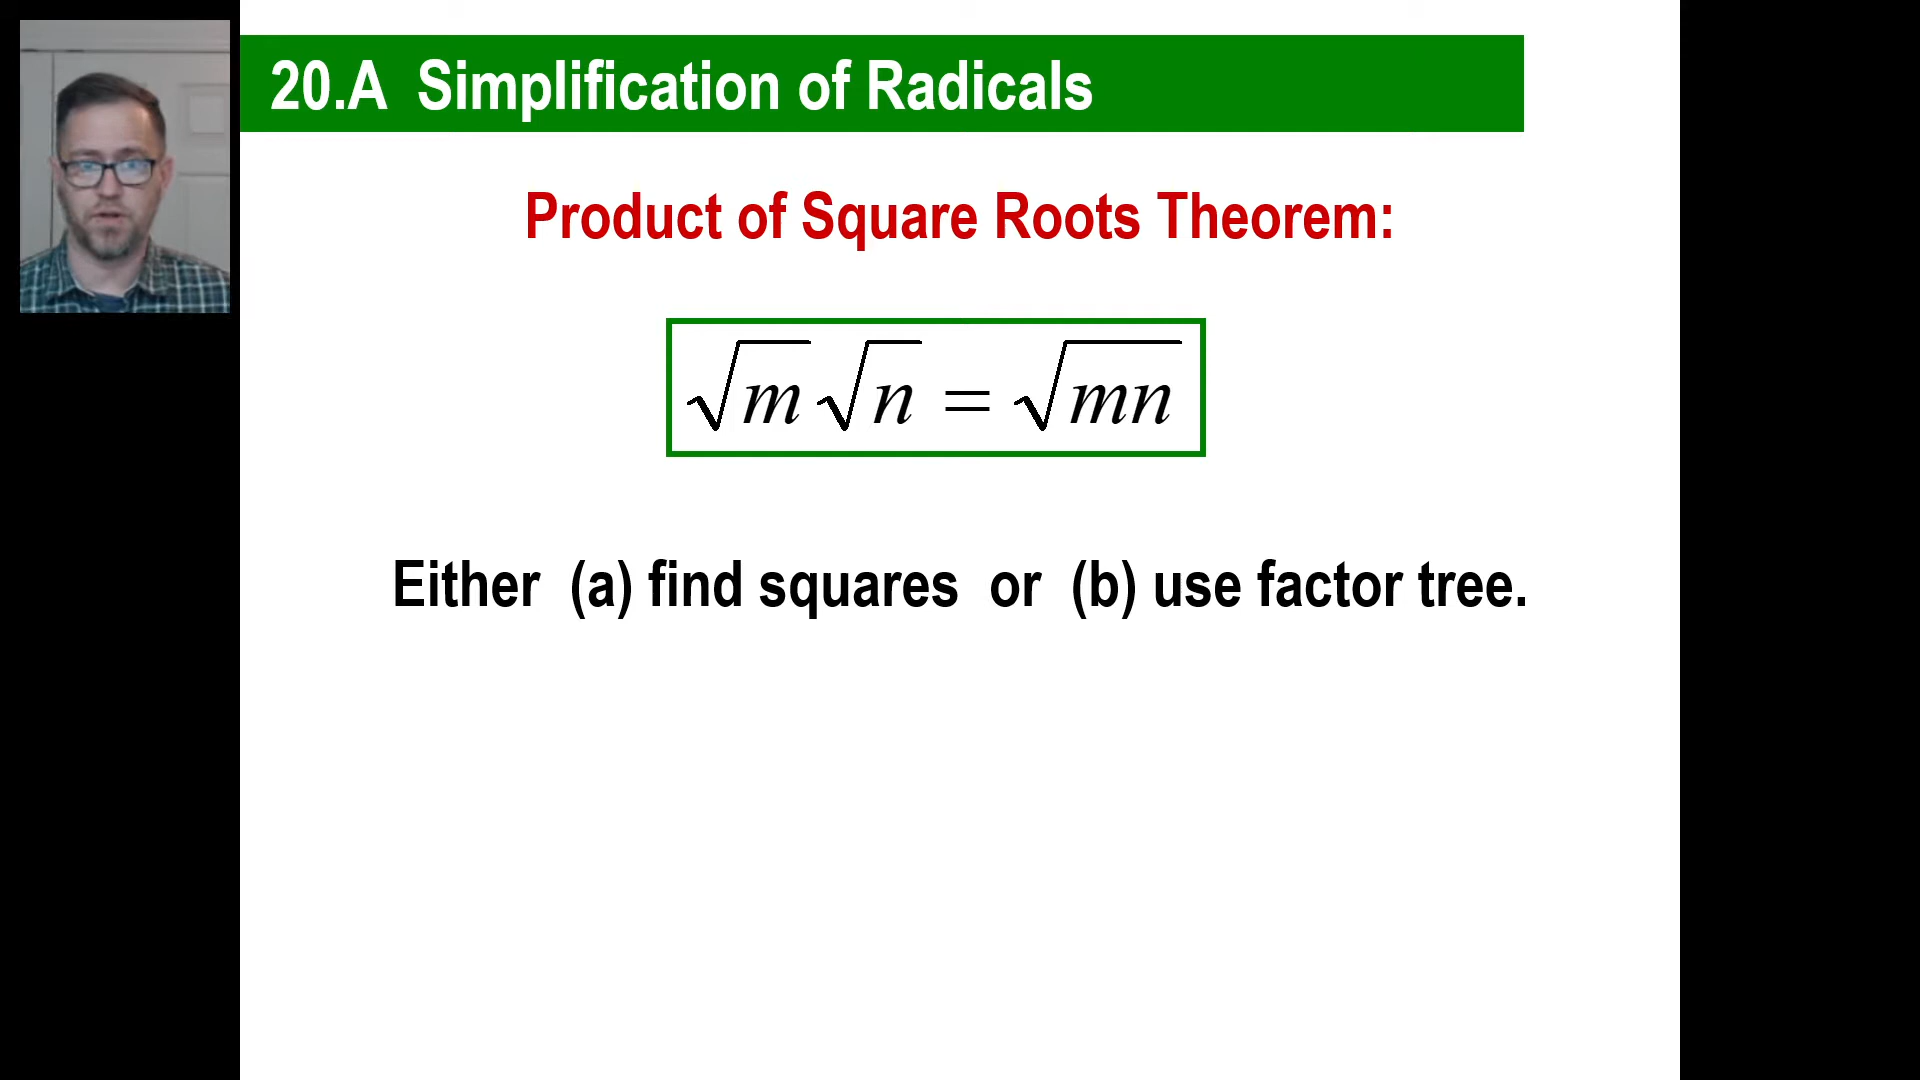 20.A Simplification of Radicals
Product of Square Roots Theorem:
√m √n = √mn
Either (a) find squares or (b) use factor tree.